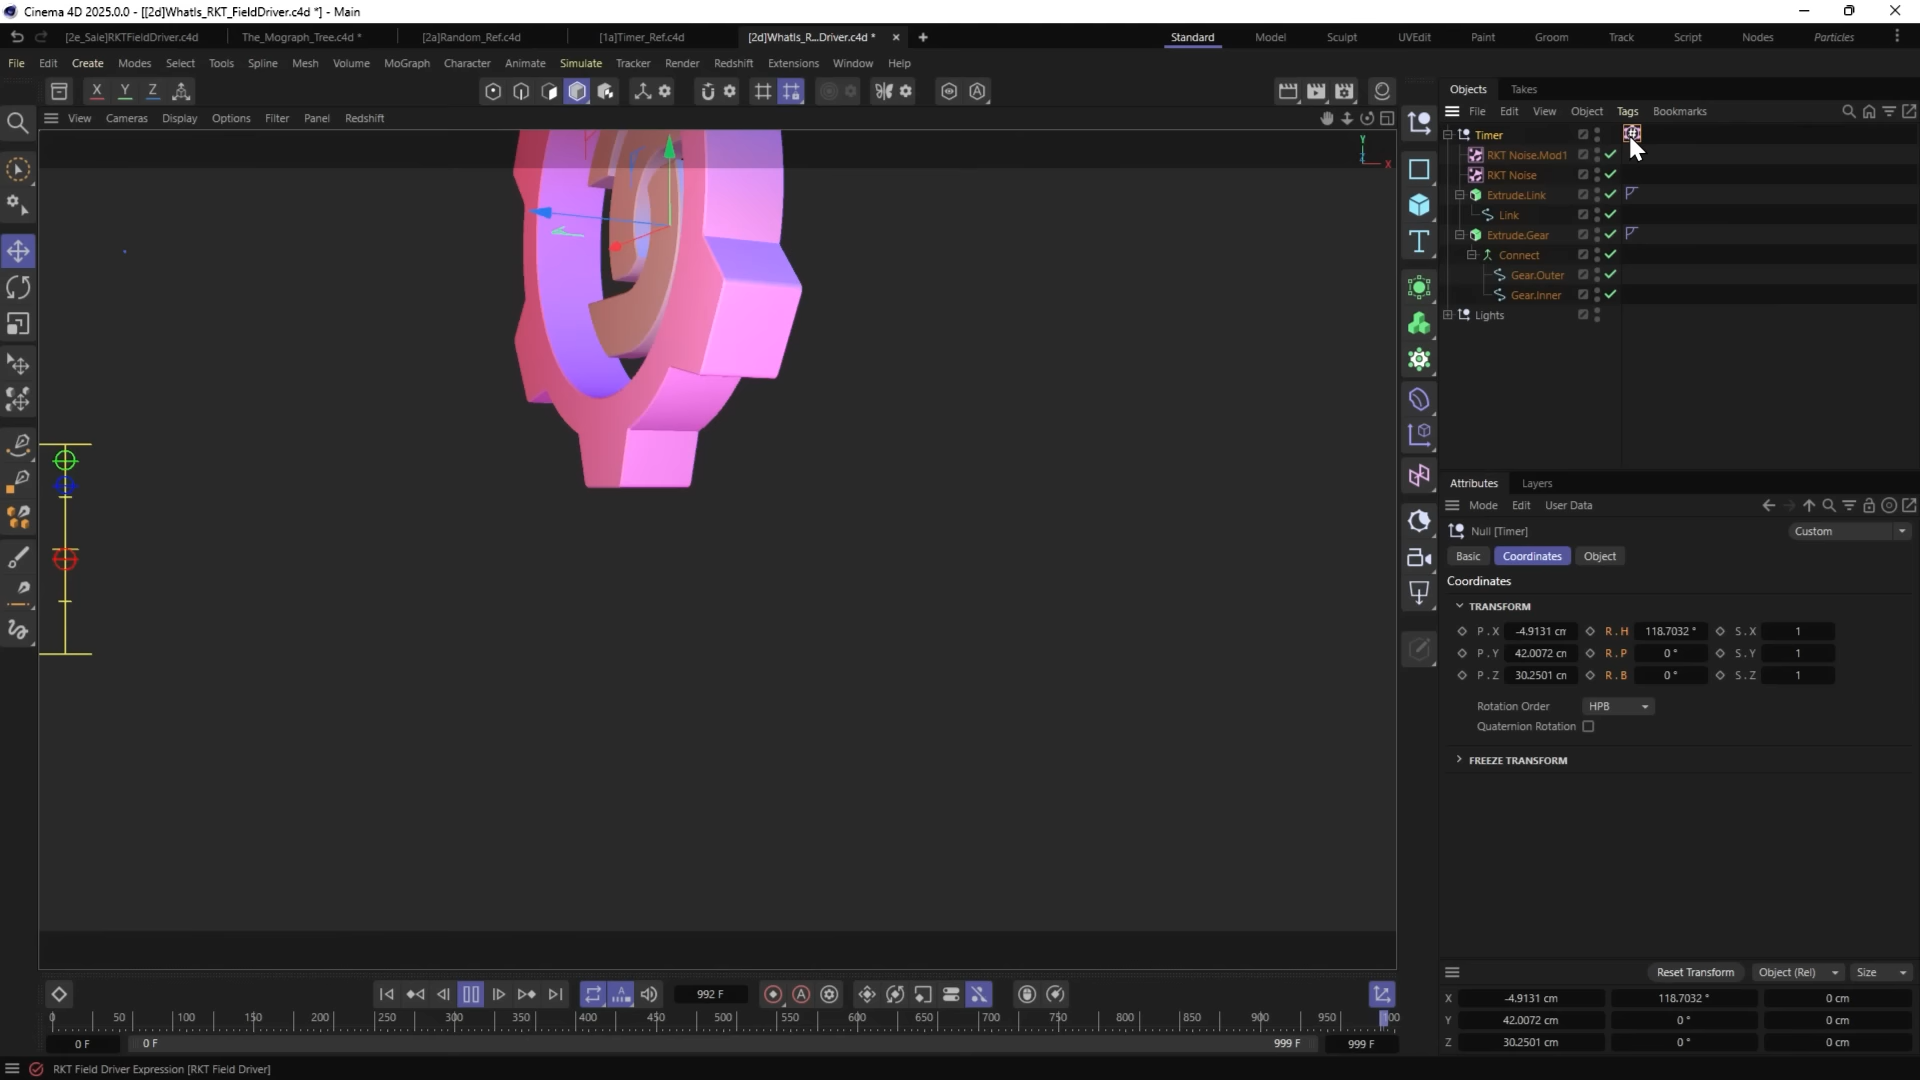 Cinema 4D 2025.0.0 - [[2d]WhatIs_RKT_FieldDriver.c4d *] - Main
[2e_Sale]RKTFieldDriver.c4d
The_Mograph_Tree.c4d *
[2a]Random_Ref.c4d
[1a]Timer_Ref.c4d
[2d]WhatIs_R...Driver.c4d *
Standard Model Sculpt UVEdit Paint Groom Track Script Nodes Particles
File Edit Create Modes Select Tools Spline Mesh Volume MoGraph Character Animate Simulate Tracker Render Redshift Extensions Window Help
X Y Z
Objects Takes
View Cameras Display Options Filter Panel Redshift
File Edit View Object Tags Bookmarks
Timer
RKT Noise.Mod1
RKT Noise
Extrude.Link
Link
Extrude.Gear
Connect
Gear.Outer
Gear.Inner
Lights
Y
Z
X
Attributes Layers
Mode Edit User Data
Null [Timer]
Custom
Basic Coordinates Object
Coordinates
TRANSFORM
P . X -4.9131 cm R . H 118.7032 ° S . X 1
P . Y 42.0072 cm R . P 0 ° S . Y 1
P . Z 30.2501 cm R . B 0 ° S . Z 1
Rotation Order HPB
Quaternion Rotation
FREEZE TRANSFORM
Reset Transform Object (Rel) Size
X -4.9131 cm 118.7032 ° 0 cm
Y 42.0072 cm 0 ° 0 cm
Z 30.2501 cm 0 ° 0 cm
992 F
0 50 100 150 200 250 300 350 400 450 500 550 600 650 700 750 800 850 900 950
0 F 0 F 999 F 999 F
RKT Field Driver Expression [RKT Field Driver]